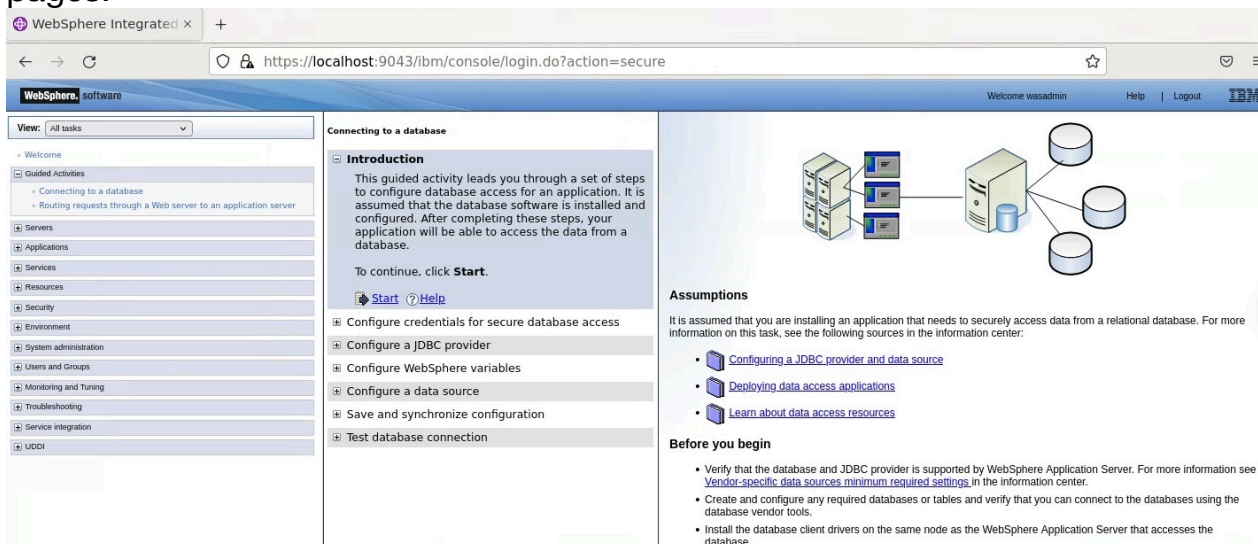 pages.
WebSphere Integrated ×
+
https://localhost:9043/ibm/console/login.do?action=secure
WebSphere. software
Welcome wasadmin
Help | Logout
IBM
View: All tasks
Welcome
Guided Activities
Connecting to a database
Routing requests through a Web server to an application server
Servers
Applications
Services
Resources
Security
Environment
System administration
Users and Groups
Monitoring and Tuning
Troubleshooting
Service integration
UDDI
Connecting to a database
Introduction
This guided activity leads you through a set of steps
to configure database access for an application. It is
assumed that the database software is installed and
configured. After completing these steps, your
application will be able to access the data from a
database.
To continue, click Start.
Start ? Help
Configure credentials for secure database access
Configure a JDBC provider
Configure WebSphere variables
Configure a data source
Save and synchronize configuration
Test database connection
Assumptions
It is assumed that you are installing an application that needs to securely access data from a relational database. For more
information on this task, see the following sources in the information center:
• Configuring a JDBC provider and data source
• Deploying data access applications
• Learn about data access resources
Before you begin
• Verify that the database and JDBC provider is supported by WebSphere Application Server. For more information see
Vendor-specific data sources minimum required settings in the information center.
• Create and configure any required databases or tables and verify that you can connect to the databases using the
database vendor tools.
• Install the database client drivers on the same node as the WebSphere Application Server that accesses the
database.